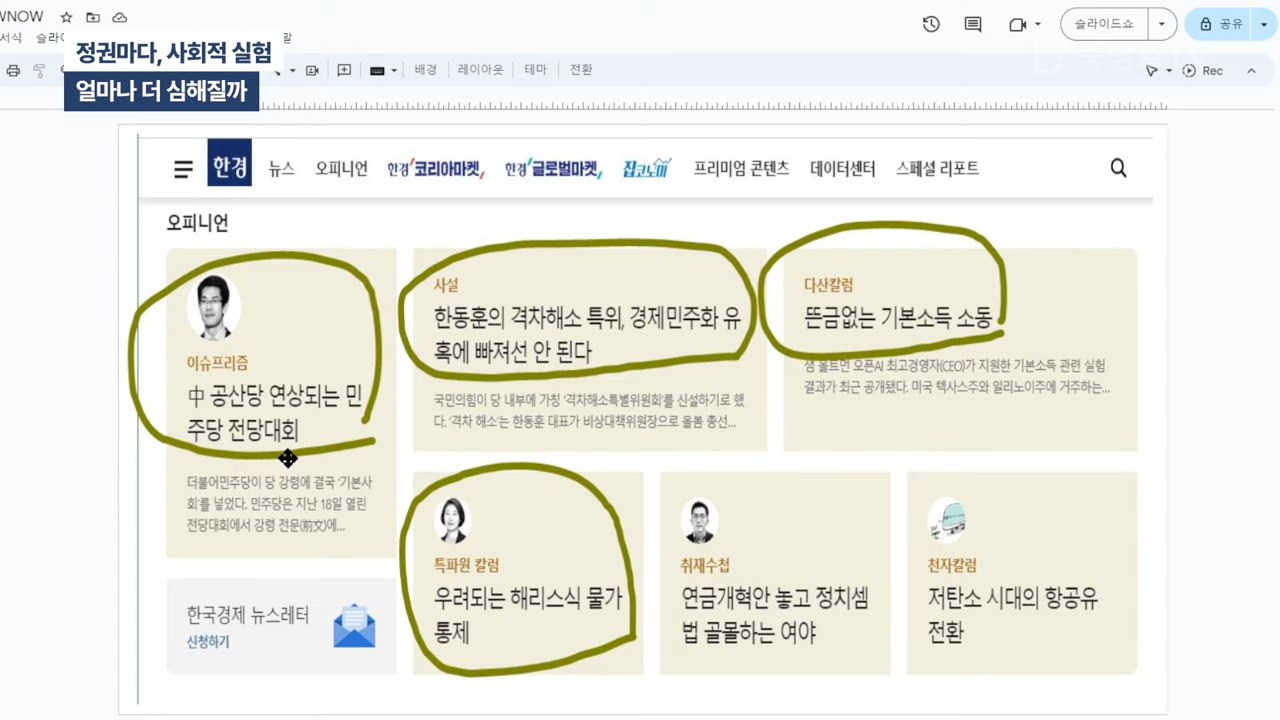 WNOW
슬라이드쇼
공유
서식
정권마다, 사회적 실험
얼마나 더 심해질까
배경
레이아웃
테마
전환
Rec
한경
뉴스
오피니언
한경 코리아마켓
한경 글로벌마켓
집코노미
프리미엄 콘텐츠
데이터센터
스페셜 리포트
오피니언
이슈프리즘
中 공산당 연상되는 민
주당 전당대회
더불어민주당이 당 강령에 결국 '기본사
회'를 넣었다. 민주당은 지난 18일 열린
전당대회에서 강령 전문(前文)에...
사설
한동훈의 격차해소 특위, 경제민주화 유
혹에 빠져선 안 된다
국민의힘이 당 내부에 가칭 '격차해소특별위원회'를 신설하기로 했
다. '격차 해소'는 한동훈 대표가 비상대책위원장으로 올봄 총선...
다산칼럼
뜬금없는 기본소득 소동
샘 올트먼 오픈AI 최고경영자(CEO)가 지원한 기본소득 관련 실험
결과가 최근 공개됐다. 미국 텍사스주와 일리노이주에 거주하는...
한국경제 뉴스레터
신청하기
특파원 칼럼
우려되는 해리스식 물가
통제
취재수첩
연금개혁안 놓고 정치셈
법 골몰하는 여야
천자칼럼
저탄소 시대의 항공유
전환